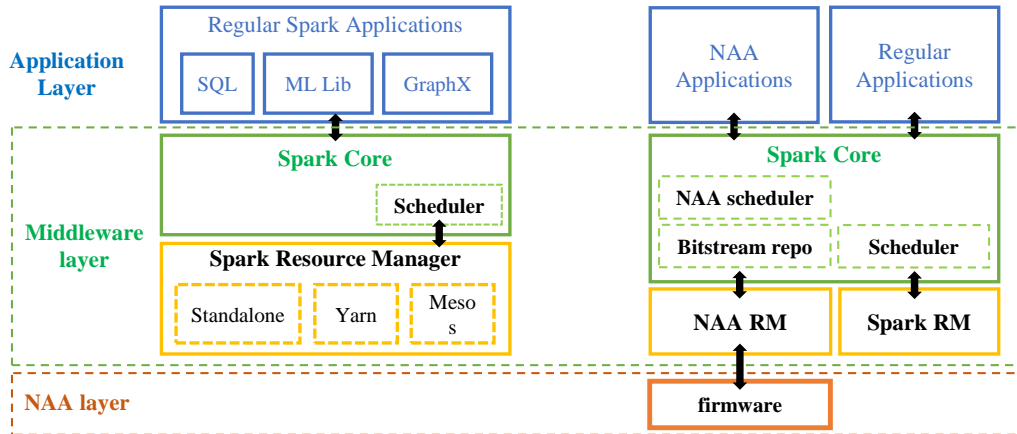 Application
Layer
Regular Spark Applications
SQL
ML Lib
GraphX
NAA
Applications
Regular
Applications
Middleware
layer
Spark Core
Scheduler
Spark Resource Manager
Standalone
Yarn
Meso
s
Spark Core
NAA scheduler
Bitstream repo
Scheduler
NAA RM
Spark RM
NAA layer
firmware